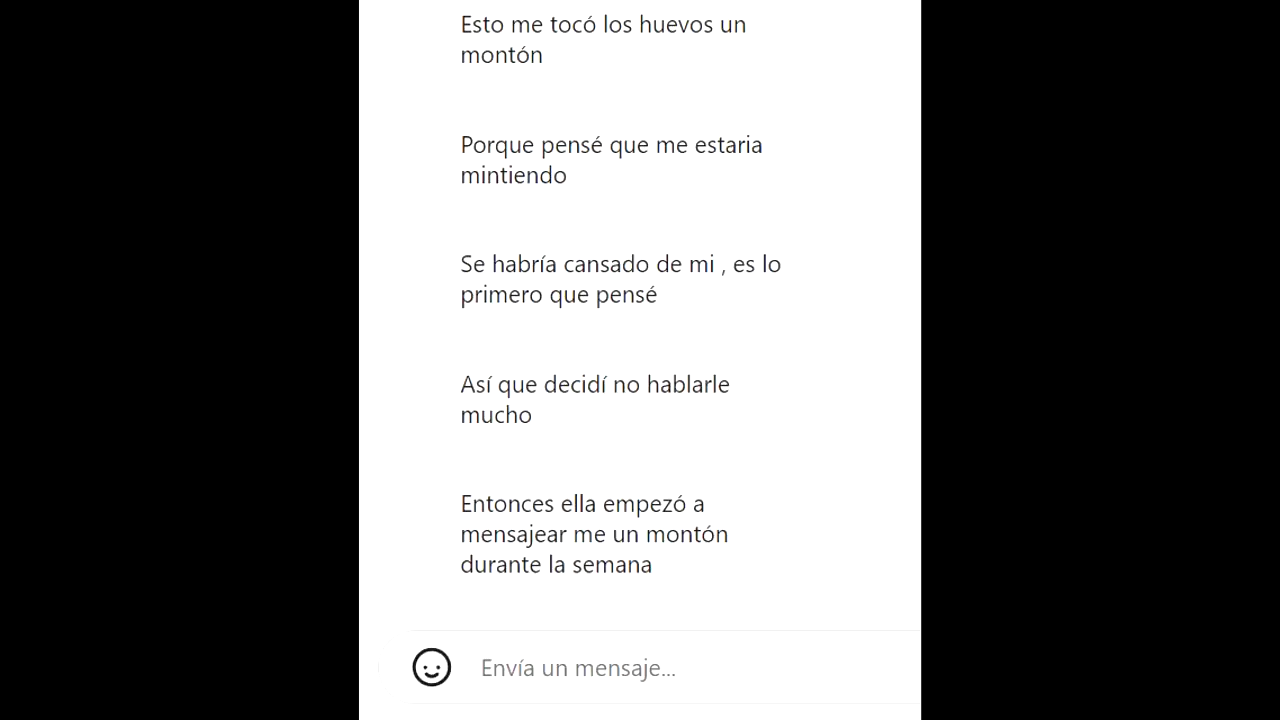 Esto me tocó los huevos un
montón
Porque pensé que me estaria
mintiendo
Se habría cansado de mi , es lo
primero que pensé
Así que decidí no hablarle
mucho
Entonces ella empezó a
mensajear me un montón
durante la semana
Envía un mensaje...